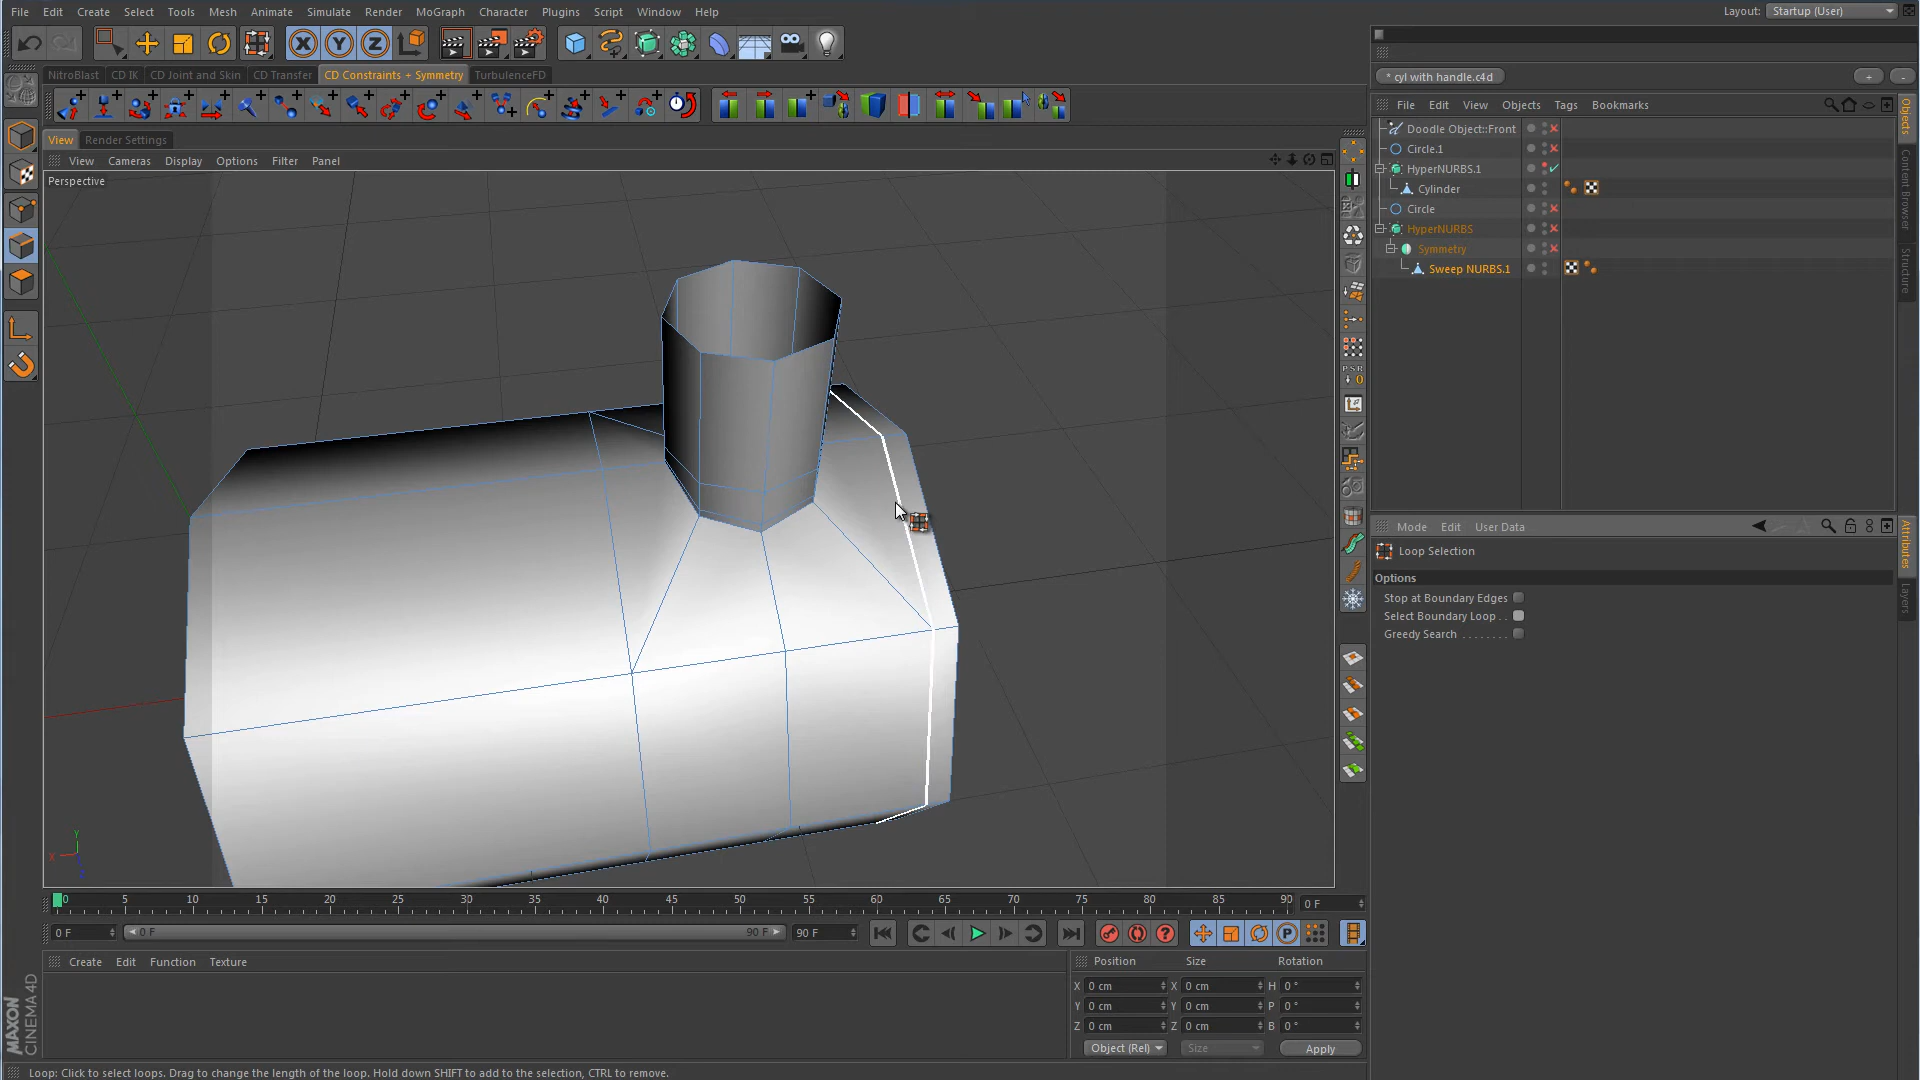 File Edit Create Select Tools Mesh Animate Simulate Render MoGraph Character Plugins Script Window Help
Layout: Startup (User)
NitroBlast CD IK CD Joint and Skin CD Transfer CD Constraints + Symmetry TurbulenceFD
* cyl with handle.c4d
+ -
File Edit View Objects Tags Bookmarks
View Render Settings
View Cameras Display Options Filter Panel
Perspective
Doodle Object::Front
Circle.1
HyperNURBS.1
Cylinder
Circle
HyperNURBS
Symmetry
Sweep NURBS.1
Objects
Content Browser
Structure
PSR
0
Mode Edit User Data
Loop Selection
Options
Stop at Boundary Edges
Select Boundary Loop . .
Greedy Search . . . . . . . .
Attributes
Layers
X Y Z
0 5 10 15 20 25 30 35 40 45 50 55 60 65 70 75 80 85 90 0 F
0 F 0 F 90 F 90 F
Create Edit Function Texture
Position Size Rotation
X 0 cm X 0 cm H 0 °
Y 0 cm Y 0 cm P 0 °
Z 0 cm Z 0 cm B 0 °
Object (Rel) Size Apply
MAXON
CINEMA 4D
Loop: Click to select loops. Drag to change the length of the loop. Hold down SHIFT to add to the selection, CTRL to remove.